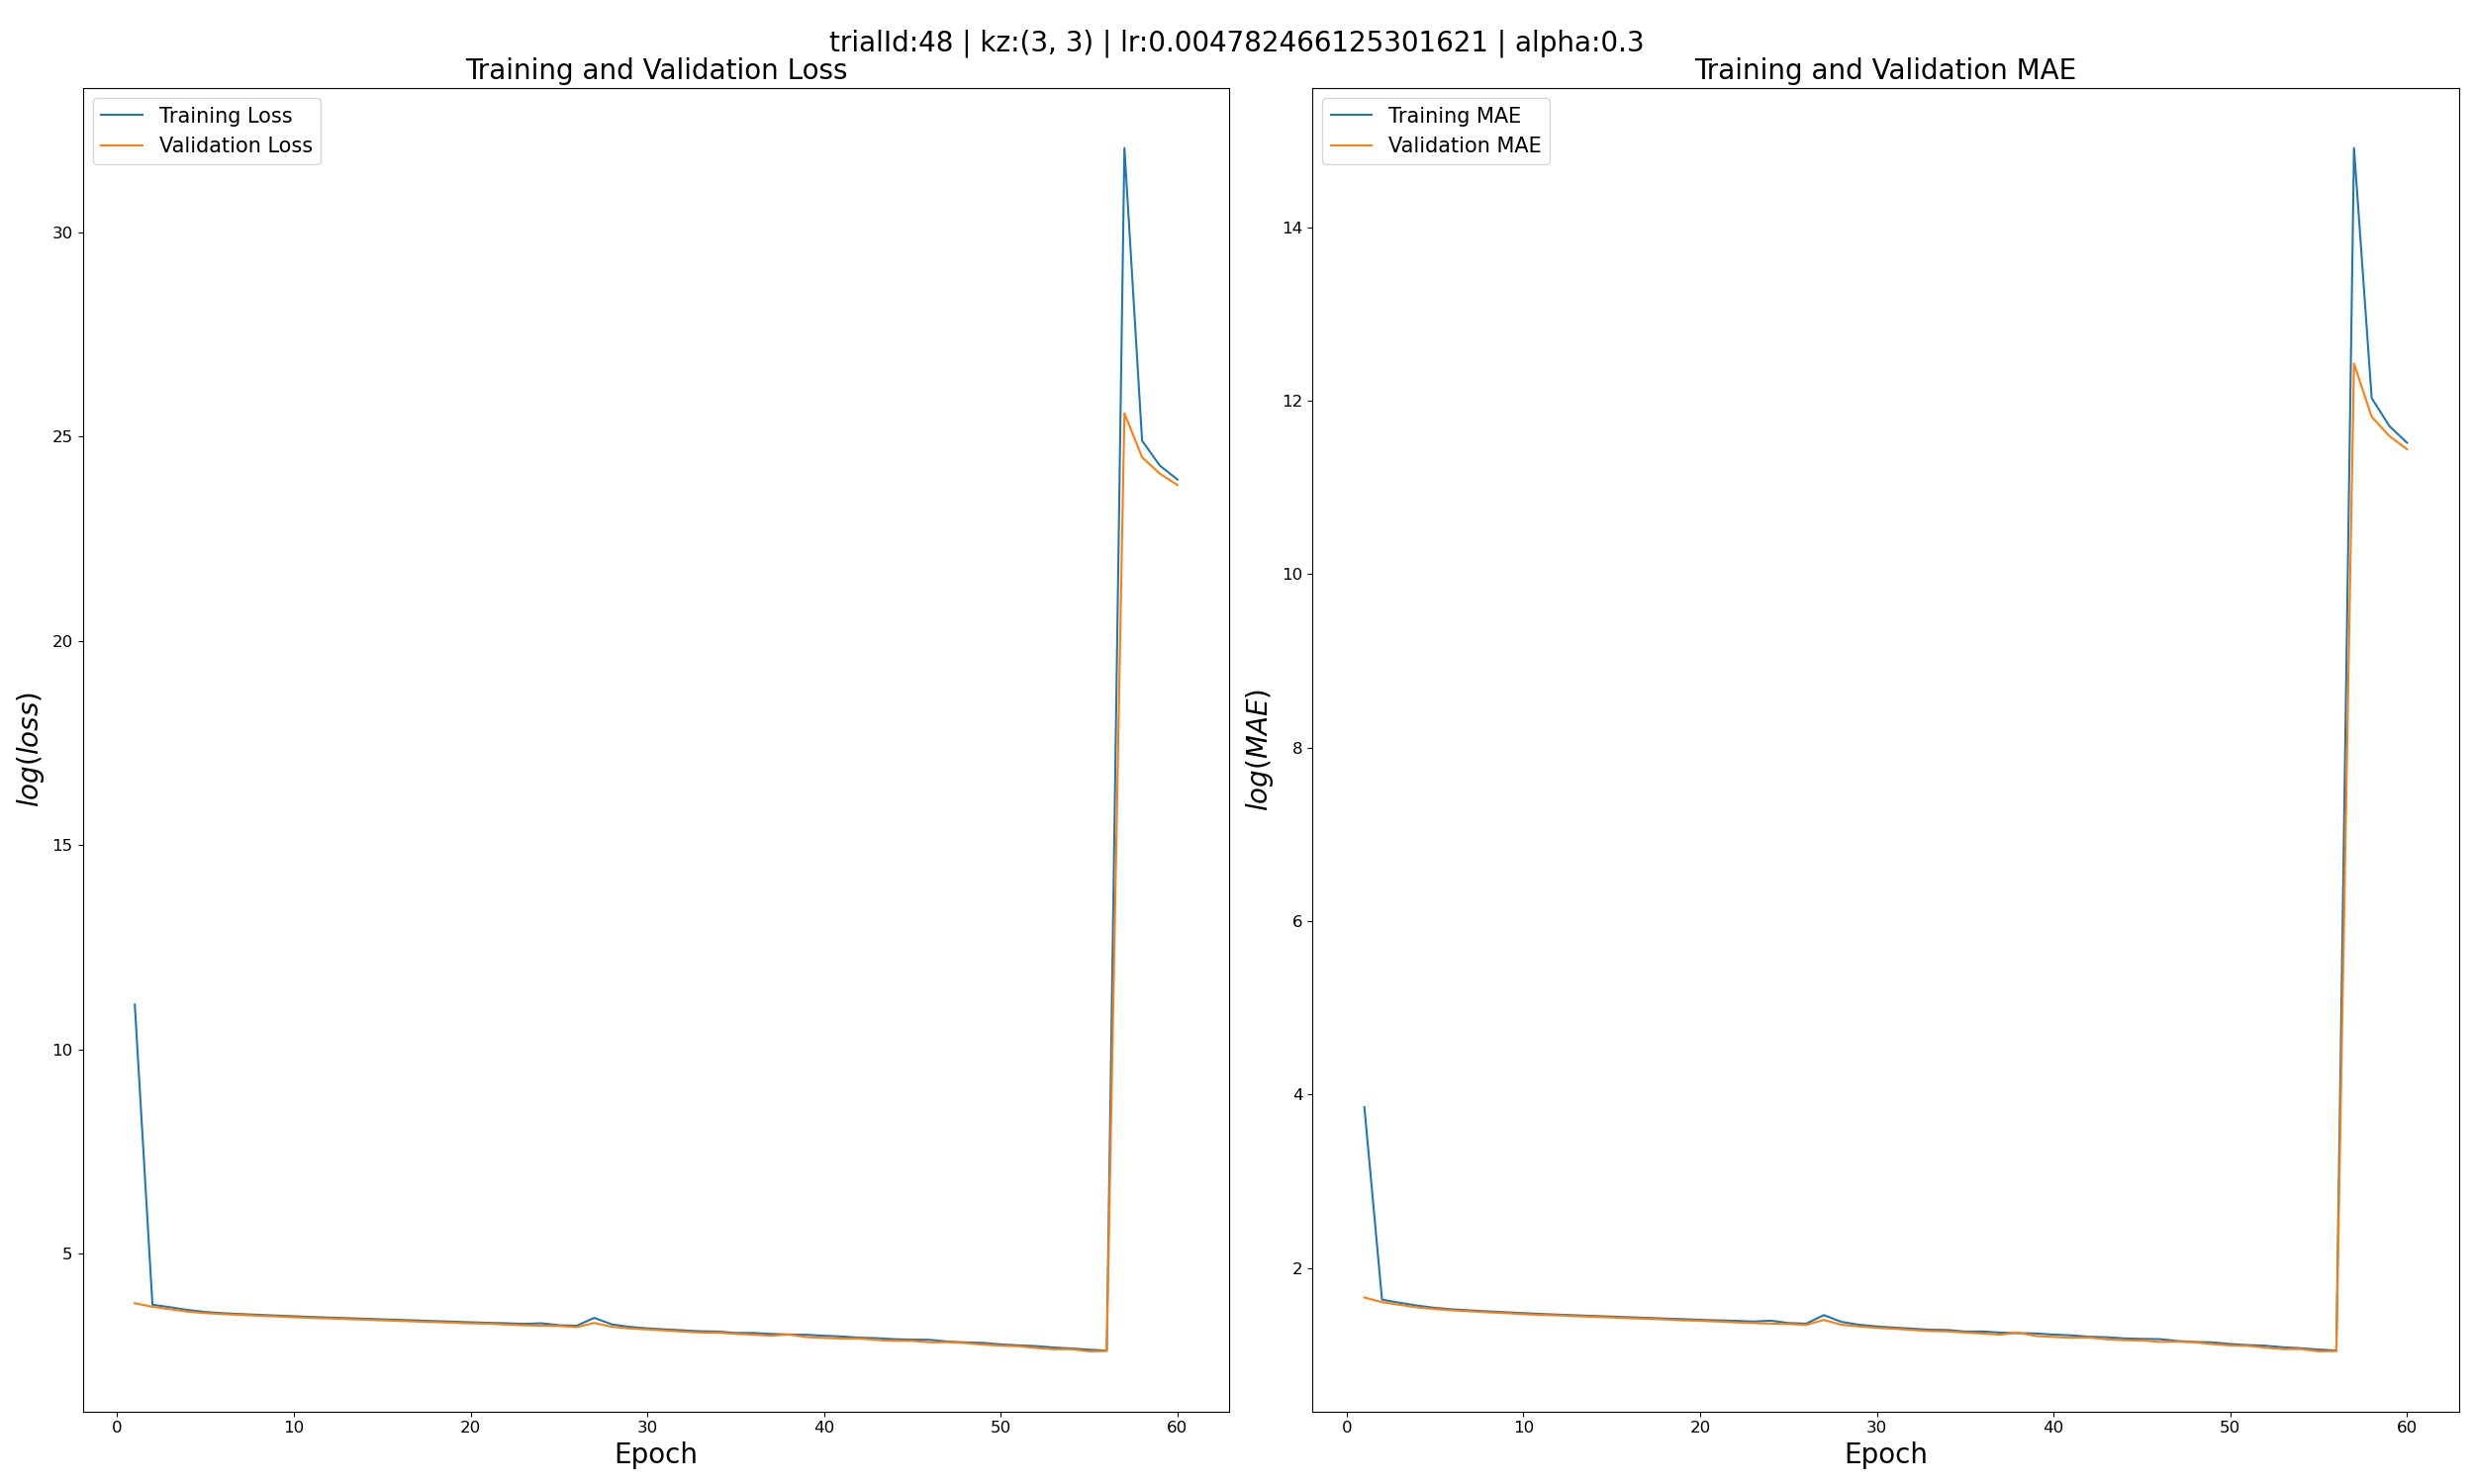 trialId:48 | kz:(3, 3) | lr:0.004782466125301621 | alpha:0.3
Training and Validation Loss
Training Loss
Validation Loss
30
25
20
15
10
5
log(loss)
0 10 20 30 40 50 60
Epoch
Training and Validation MAE
Training MAE
Validation MAE
14
12
10
8
6
4
2
log(MAE)
0 10 20 30 40 50 60
Epoch